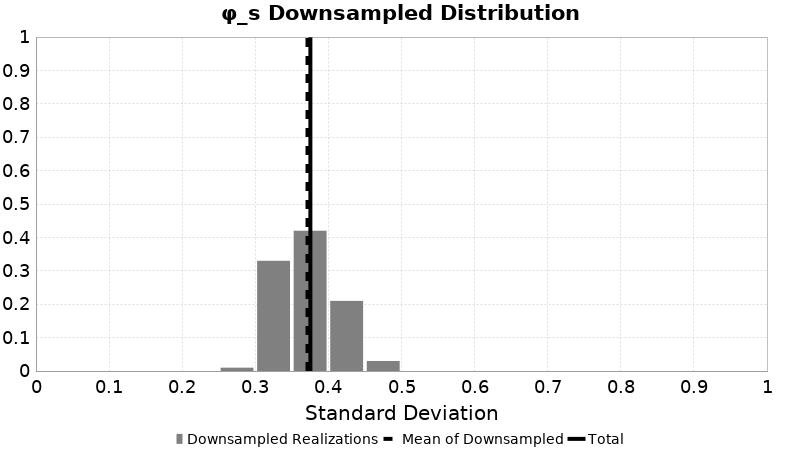 φ_s Downsampled Distribution
1
0.9
0.8
0.7
0.6
0.5
0.4
0.3
0.2
0.1
0
0 0.1 0.2 0.3 0.4 0.5 0.6 0.7 0.8 0.9 1
Standard Deviation
Downsampled Realizations Mean of Downsampled Total